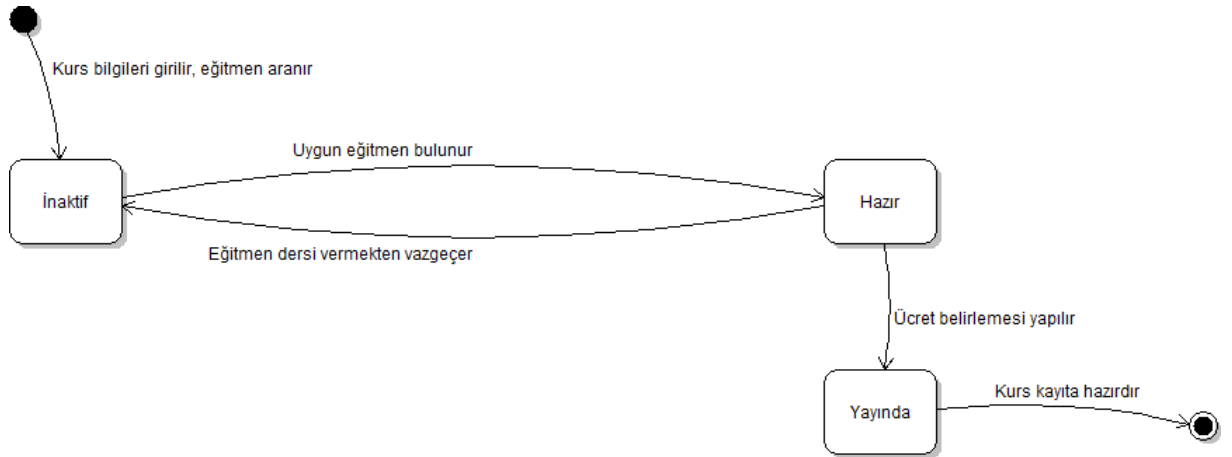 Kurs bilgileri girilir, eğitmen aranır
Uygun eğitmen bulunur
İnaktif
Hazır
Eğitmen dersi vermekten vazgeçer
Ücret belirlemesi yapılır
Kurs kayıta hazırdır
Yayında